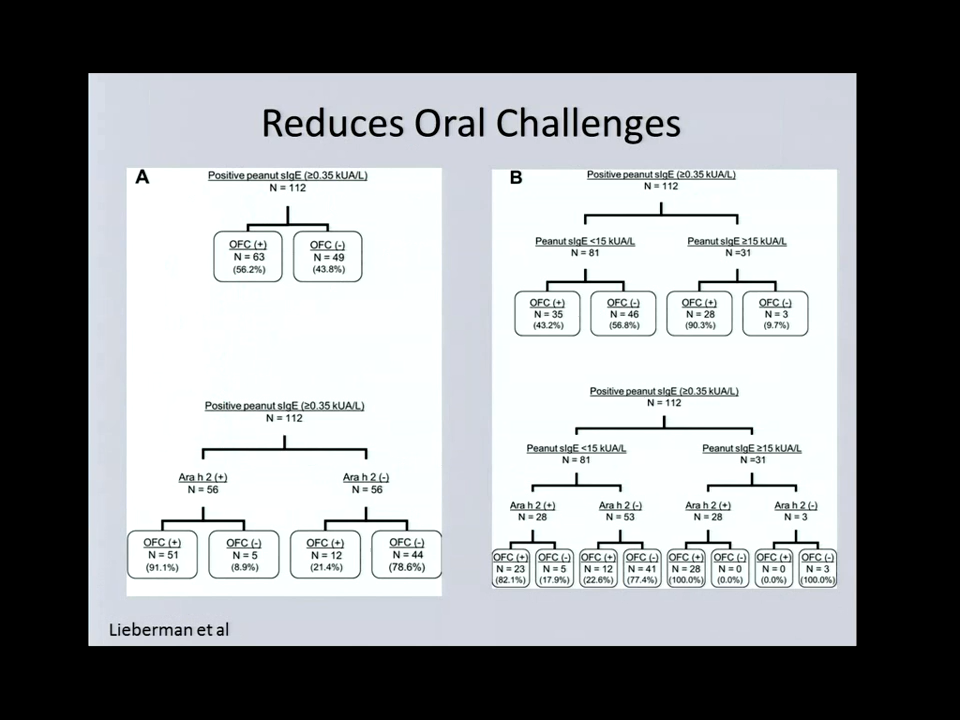 Reduces Oral Challenges
A
Positive peanut sIgE (≥0.35 kUA/L)
N = 112
OFC (+)
N = 63
(56.2%)
OFC (-)
N = 49
(43.8%)
Positive peanut sIgE (≥0.35 kUA/L)
N = 112
Ara h 2 (+)
N = 56
Ara h 2 (-)
N = 56
OFC (+)
N = 51
(91.1%)
OFC (-)
N = 5
(8.9%)
OFC (+)
N = 12
(21.4%)
OFC (-)
N = 44
(78.6%)
B
Positive peanut sIgE (≥0.35 kUA/L)
N = 112
Peanut sIgE <15 kUA/L
N = 81
Peanut sIgE ≥15 kUA/L
N =31
OFC (+)
N = 35
(43.2%)
OFC (-)
N = 46
(56.8%)
OFC (+)
N = 28
(90.3%)
OFC (-)
N = 3
(9.7%)
Positive peanut sIgE (≥0.35 kUA/L)
N = 112
Peanut sIgE <15 kUA/L
N = 81
Peanut sIgE ≥15 kUA/L
N =31
Ara h 2 (+)
N = 28
Ara h 2 (-)
N = 53
Ara h 2 (+)
N = 28
Ara h 2 (-)
N = 3
OFC (+)
N = 23
(82.1%)
OFC (-)
N = 5
(17.9%)
OFC (+)
N = 12
(22.6%)
OFC (-)
N = 41
(77.4%)
OFC (+)
N = 28
(100.0%)
OFC (-)
N = 0
(0.0%)
OFC (+)
N = 0
(0.0%)
OFC (-)
N = 3
(100.0%)
Lieberman et al